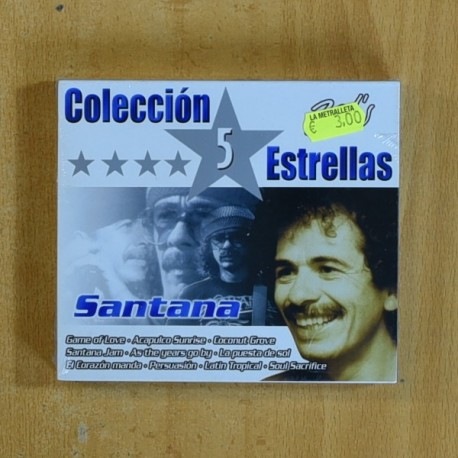 Colección
5
Estrellas
LA METRALLETA
€ 3,00
Santana
Game of Love · Acapulco Sunrise · Coconut Grove
Santana Jam · As the years go by · La puesta de sol
El Corazón manda · Persuasión · Latin Tropical · Soul Sacrifice